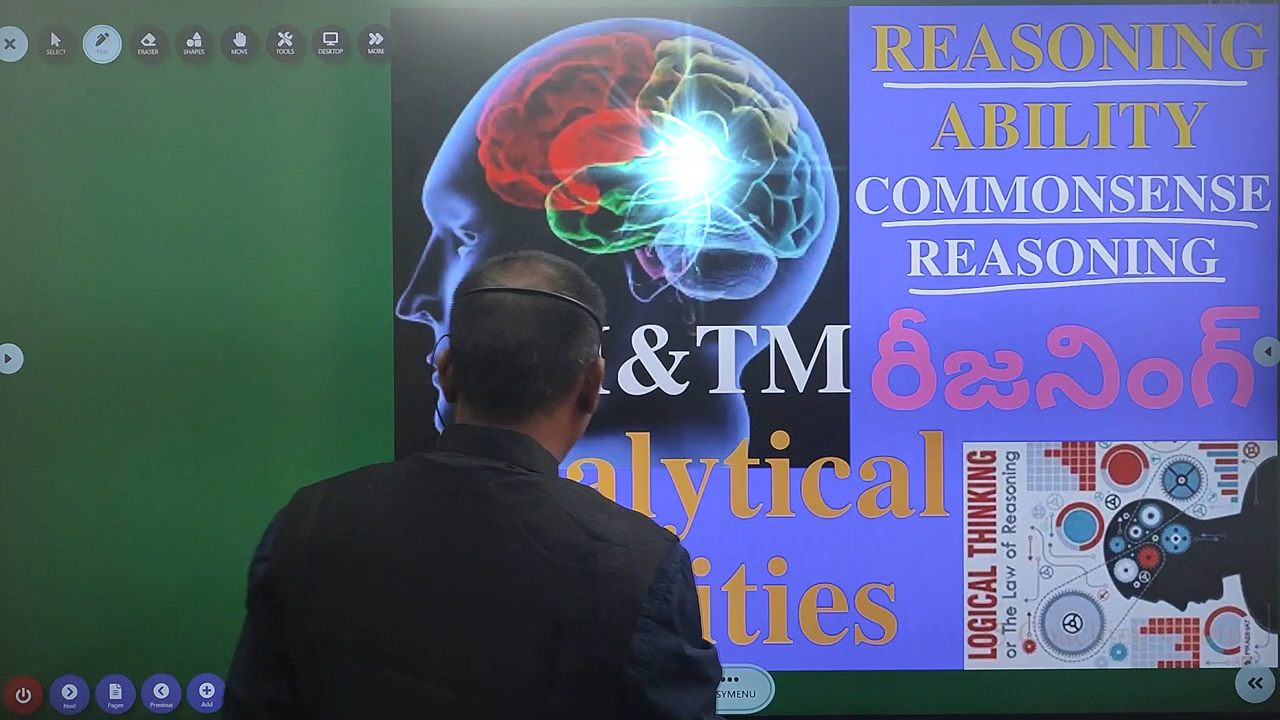 SELECT
PEN
ERASER
SHAPES
MOVE
TOOLS
DESKTOP
MORE
REASONING
ABILITY
COMMONSENSE
REASONING
రీజనింగ్
&TM
alytical
ities
LOGICAL THINKING
or The Law of Reasoning
Next
Pages
Previous
Add
SYMENU